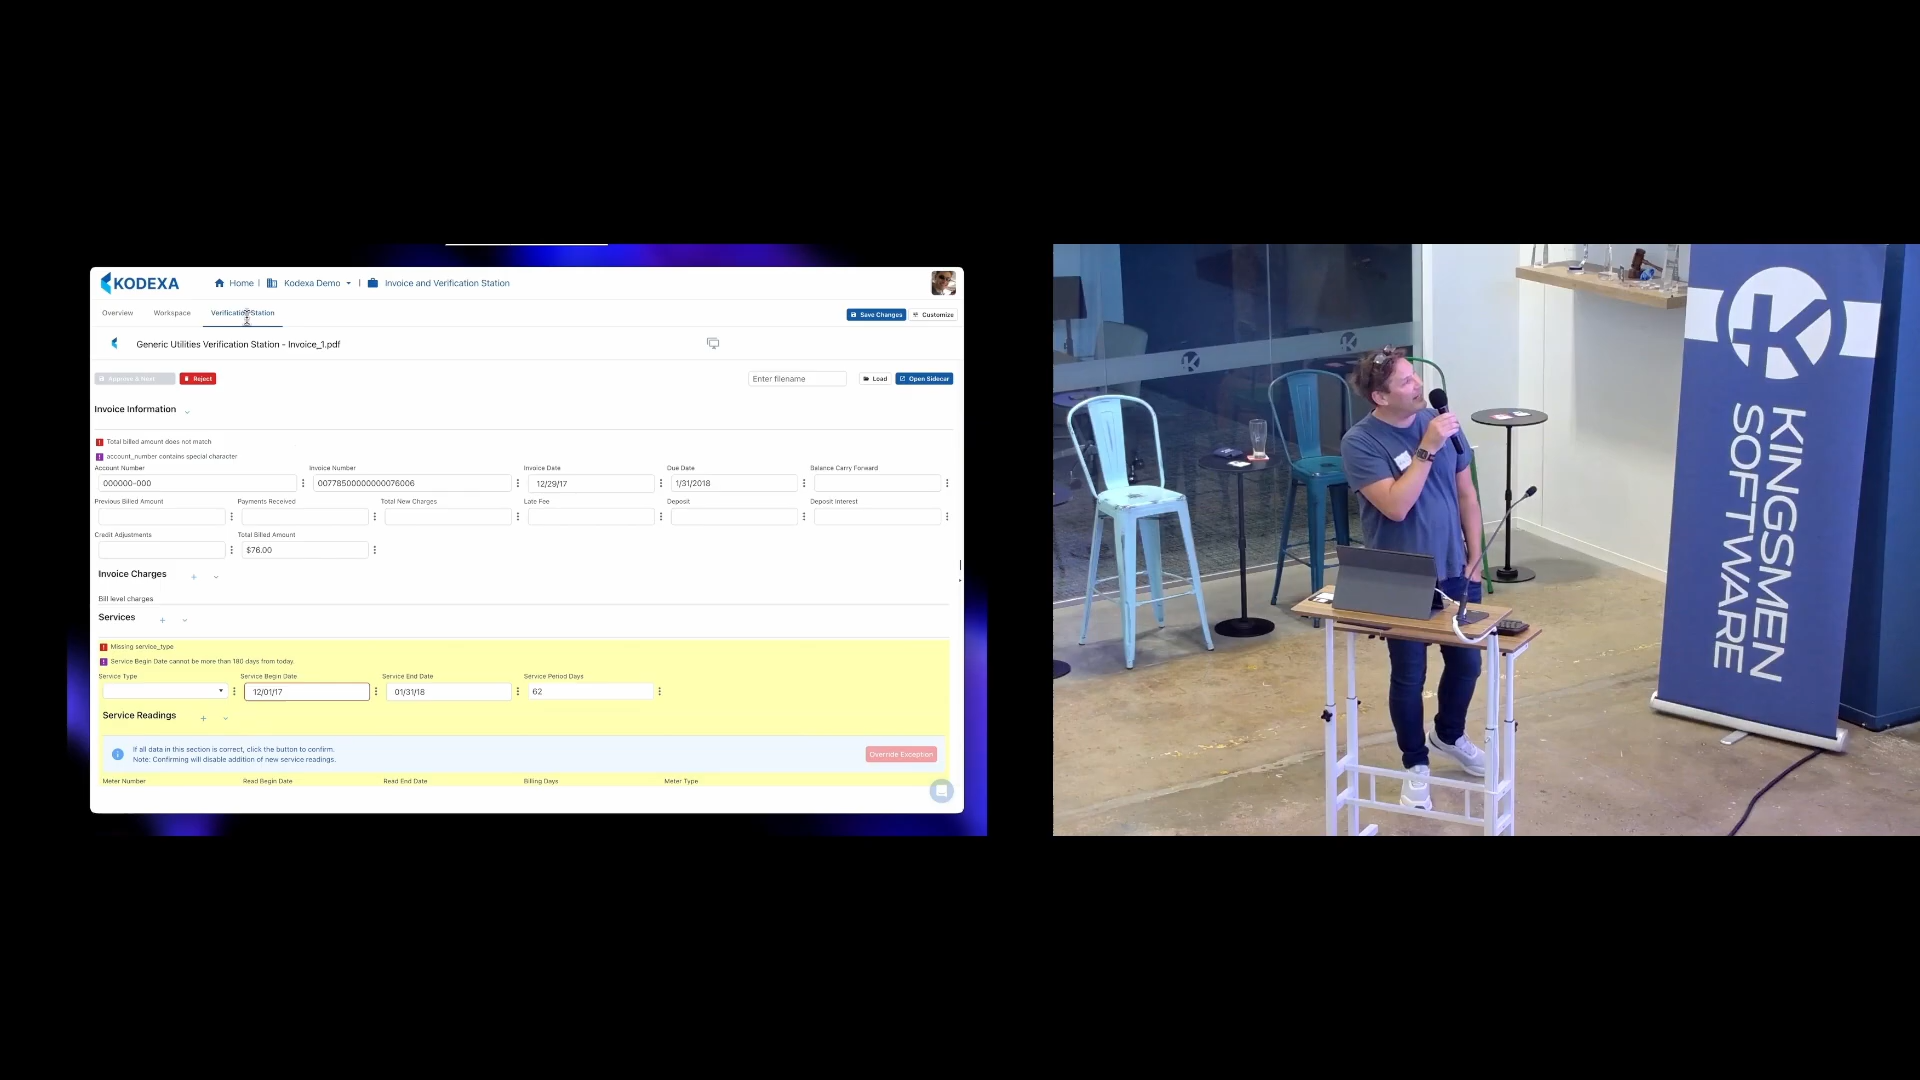 KODEXA
Home | Kodexa Demo | Invoice and Verification Station
Overview Workspace Verification Station
Save Changes Customize
Generic Utilities Verification Station - Invoice_1.pdf
Approve & Next Reject Enter filename Load Open Sidecar
Invoice Information
Total billed amount does not match
account_number contains special character
Account Number Invoice Number Invoice Date Due Date Balance Carry Forward
000000-000 00778500000000076006 12/29/17 1/31/2018
Previous Billed Amount Payments Received Total New Charges Late Fee Deposit Deposit Interest
Credit Adjustments Total Billed Amount
$76.00
Invoice Charges
Bill level charges
Services
Missing service_type
Service Begin Date cannot be more than 180 days from today
Service Type Service Begin Date Service End Date Service Period Days
12/01/17 01/31/18 62
Service Readings
If all data in this section is correct, click the button to confirm.
Note: Confirming will disable addition of new service readings.
Override Exception
Meter Number Read Begin Date Read End Date Billing Days Meter Type
KINGSMEN
SOFTWARE